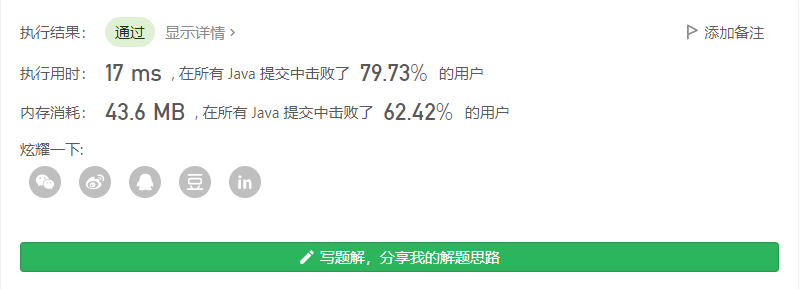 执行结果： 通过 显示详情 › 添加备注
执行用时： 17 ms , 在所有 Java 提交中击败了 79.73% 的用户
内存消耗： 43.6 MB , 在所有 Java 提交中击败了 62.42% 的用户
炫耀一下:
豆 in
写题解，分享我的解题思路